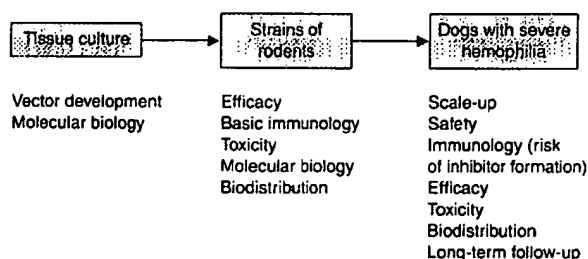 Tissue culture
Vector development
Molecular biology
Strains of
rodents
Efficacy
Basic immunology
Toxicity
Molecular biology
Biodistribution
Dogs with severe
hemophilia
Scale-up
Safety
Immunology (risk
of inhibitor formation)
Efficacy
Toxicity
Biodistribution
Long-term follow-up